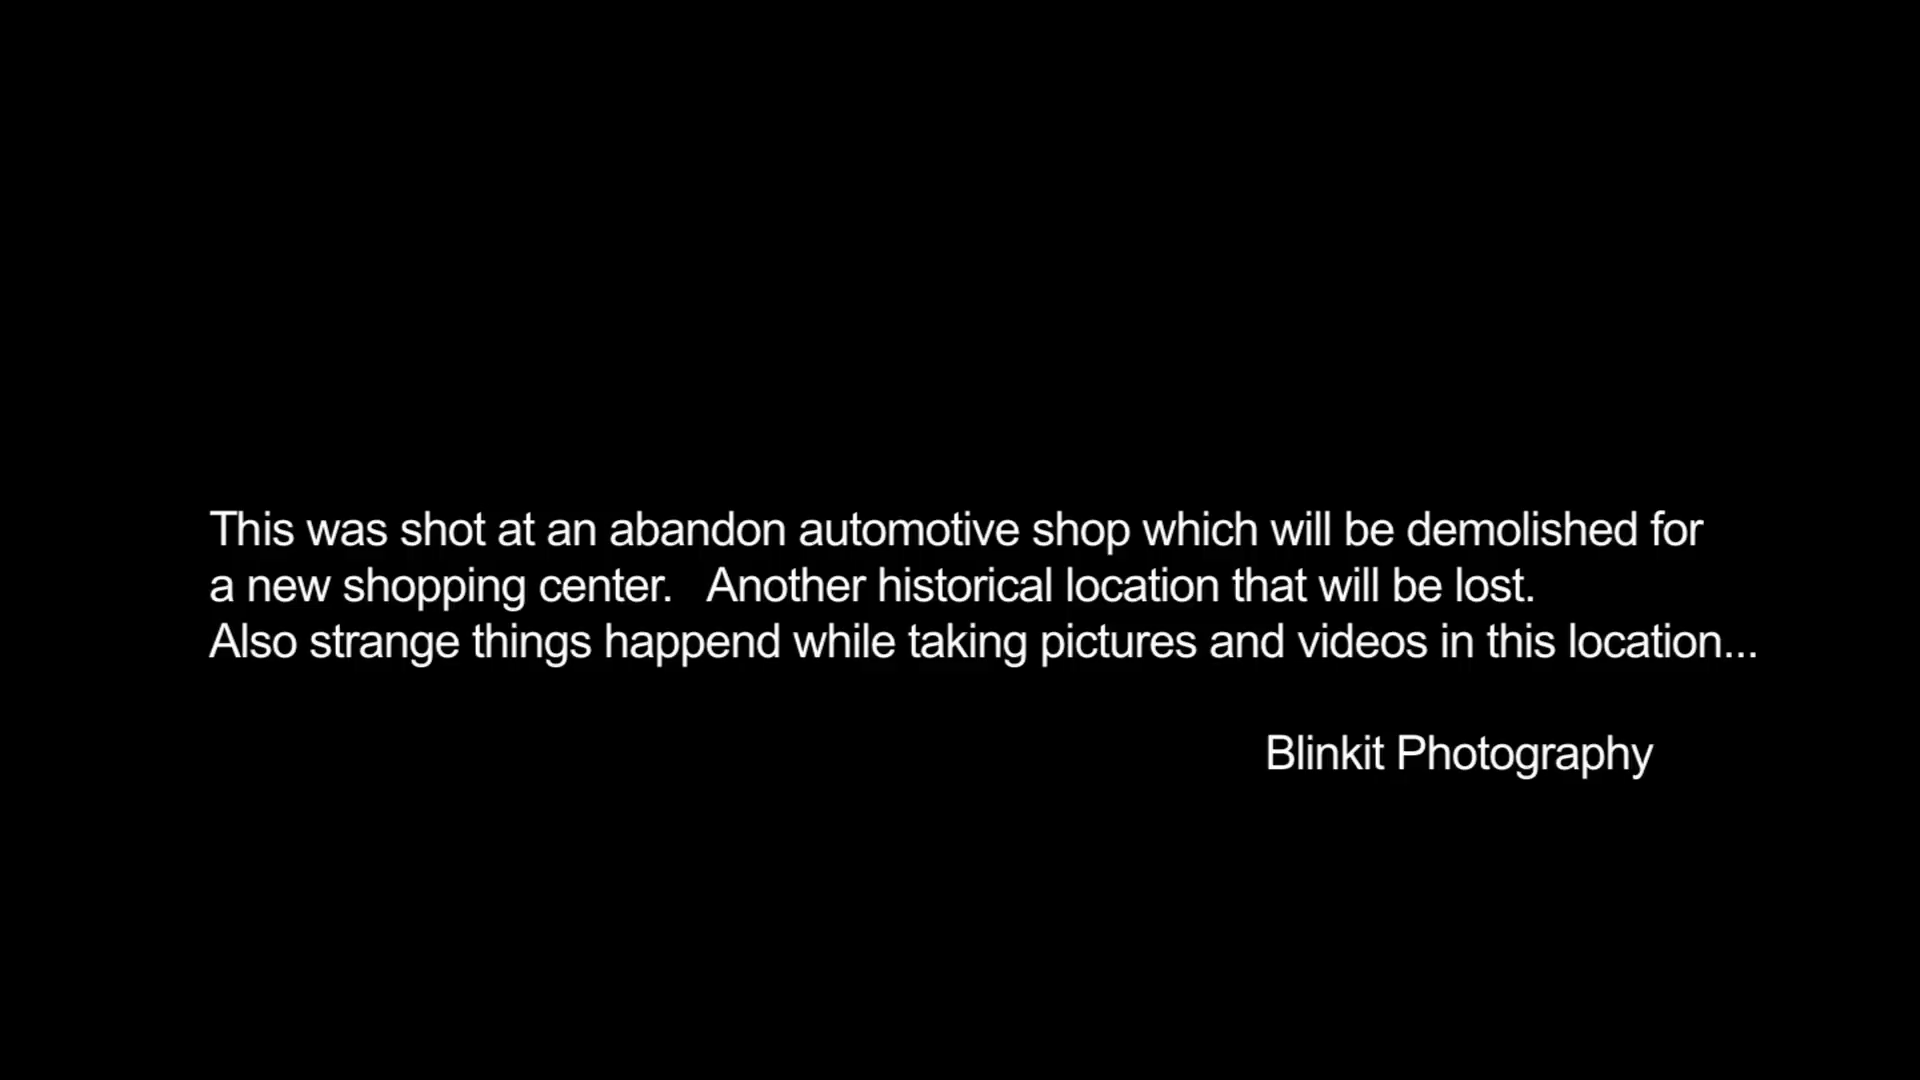 This was shot at an abandon automotive shop which will be demolished for
a new shopping center.   Another historical location that will be lost.
Also strange things happend while taking pictures and videos in this location...
Blinkit Photography